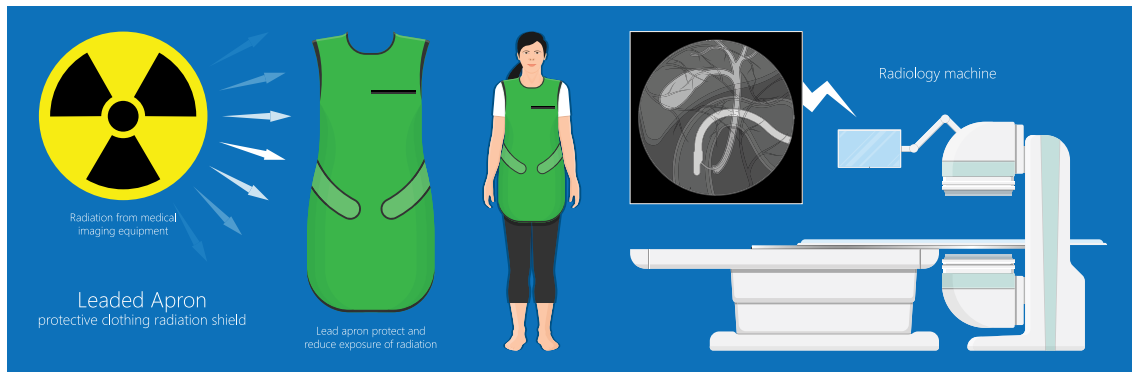 Radiation from medical
imaging equipment
Leaded Apron
protective clothing radiation shield
Lead apron protect and
reduce exposure of radiation
Radiology machine